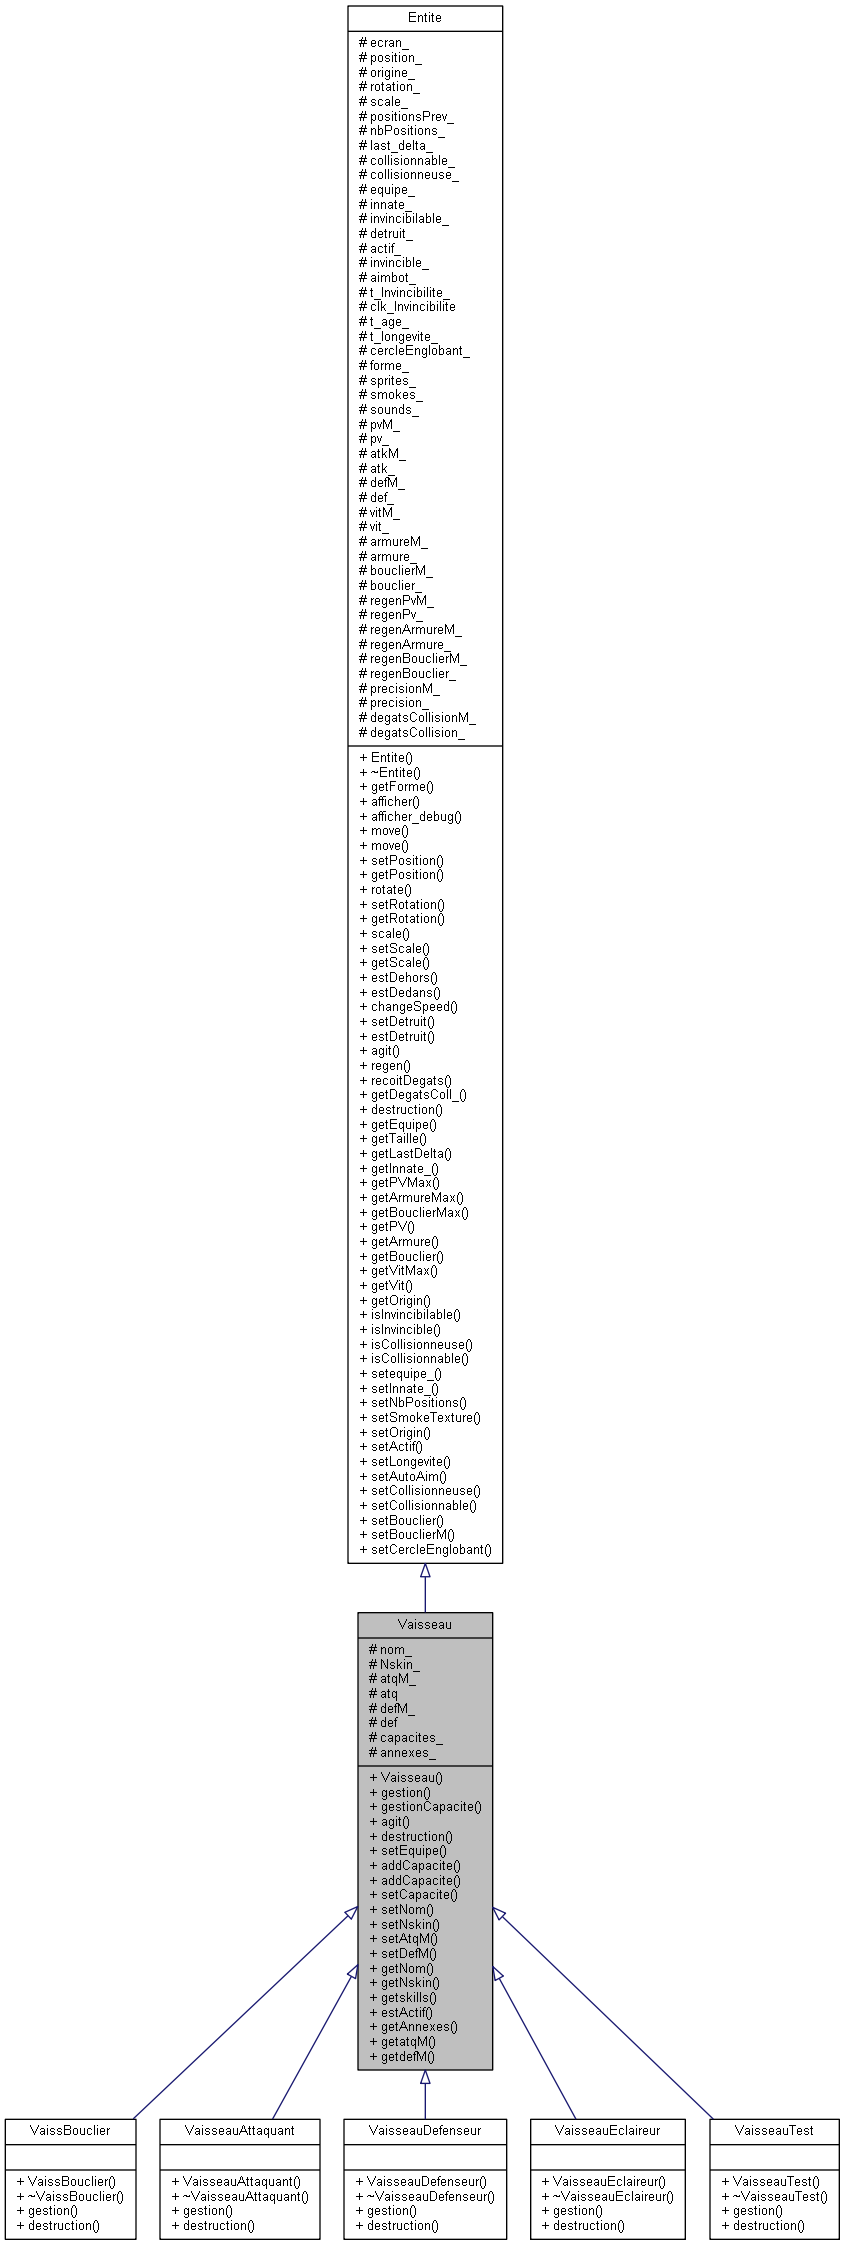 Entite
# ecran_
# position_
# origine_
# rotation_
# scale_
# positionsPrev_
# nbPositions_
# last_delta_
# collisionnable_
# collisionneuse_
# equipe_
# innate_
# invincibilable_
# detruit_
# actif_
# invincible_
# aimbot_
# t_Invincibilite_
# clk_Invincibilite
# t_age_
# t_longevite_
# cercleEnglobant_
# forme_
# sprites_
# smokes_
# sounds_
# pvM_
# pv_
# atkM_
# atk_
# defM_
# def_
# vitM_
# vit_
# armureM_
# armure_
# bouclierM_
# bouclier_
# regenPvM_
# regenPv_
# regenArmureM_
# regenArmure_
# regenBouclierM_
# regenBouclier_
# precisionM_
# precision_
# degatsCollisionM_
# degatsCollision_
+ Entite()
+ ~Entite()
+ getForme()
+ afficher()
+ afficher_debug()
+ move()
+ move()
+ setPosition()
+ getPosition()
+ rotate()
+ setRotation()
+ getRotation()
+ scale()
+ setScale()
+ getScale()
+ estDehors()
+ estDedans()
+ changeSpeed()
+ setDetruit()
+ estDetruit()
+ agit()
+ regen()
+ recoitDegats()
+ getDegatsColl_()
+ destruction()
+ getEquipe()
+ getTaille()
+ getLastDelta()
+ getInnate_()
+ getPVMax()
+ getArmureMax()
+ getBouclierMax()
+ getPV()
+ getArmure()
+ getBouclier()
+ getVitMax()
+ getVit()
+ getOrigin()
+ isInvincibilable()
+ isInvincible()
+ isCollisionneuse()
+ isCollisionnable()
+ setequipe_()
+ setInnate_()
+ setNbPositions()
+ setSmokeTexture()
+ setOrigin()
+ setActif()
+ setLongevite()
+ setAutoAim()
+ setCollisionneuse()
+ setCollisionnable()
+ setBouclier()
+ setBouclierM()
+ setCercleEnglobant()
Vaisseau
# nom_
# Nskin_
# atqM_
# atq
# defM_
# def
# capacites_
# annexes_
+ Vaisseau()
+ gestion()
+ gestionCapacite()
+ agit()
+ destruction()
+ setEquipe()
+ addCapacite()
+ addCapacite()
+ setCapacite()
+ setNom()
+ setNskin()
+ setAtqM()
+ setDefM()
+ getNom()
+ getNskin()
+ getskills()
+ estActif()
+ getAnnexes()
+ getatqM()
+ getdefM()
VaissBouclier
+ VaissBouclier()
+ ~VaissBouclier()
+ gestion()
+ destruction()
VaisseauAttaquant
+ VaisseauAttaquant()
+ ~VaisseauAttaquant()
+ gestion()
+ destruction()
VaisseauDefenseur
+ VaisseauDefenseur()
+ ~VaisseauDefenseur()
+ gestion()
+ destruction()
VaisseauEclaireur
+ VaisseauEclaireur()
+ ~VaisseauEclaireur()
+ gestion()
+ destruction()
VaisseauTest
+ VaisseauTest()
+ ~VaisseauTest()
+ gestion()
+ destruction()